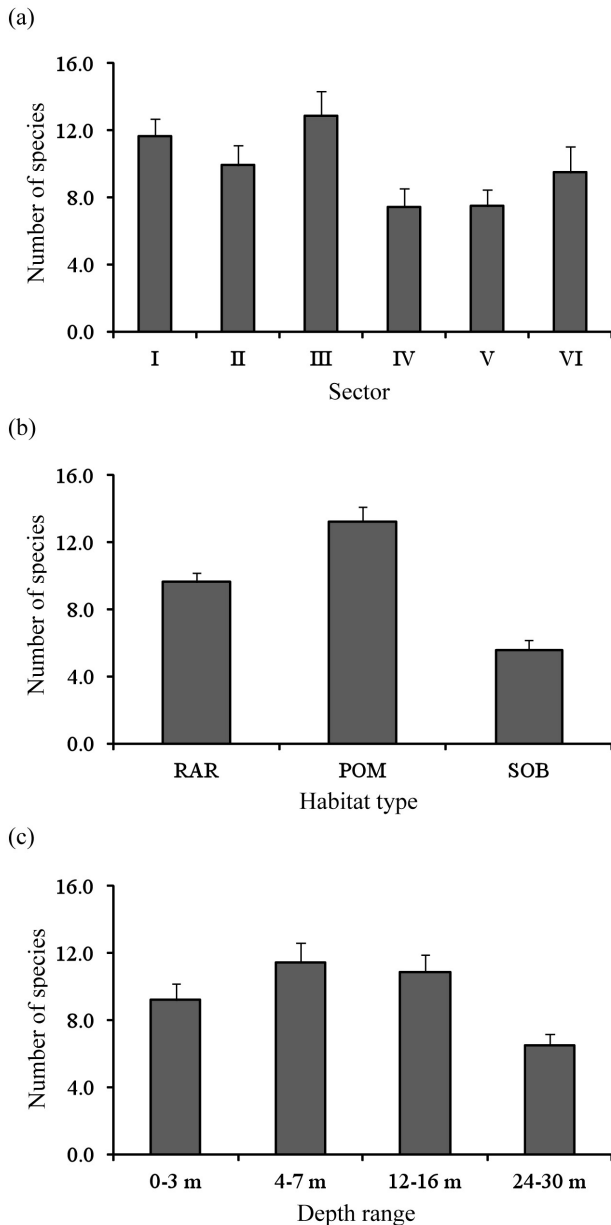 (a)
16.0
12.0
8.0
4.0
0.0
Number of species
I II III IV V VI
Sector
(b)
16.0
12.0
8.0
4.0
0.0
Number of species
RAR POM SOB
Habitat type
(c)
16.0
12.0
8.0
4.0
0.0
Number of species
0-3 m 4-7 m 12-16 m 24-30 m
Depth range